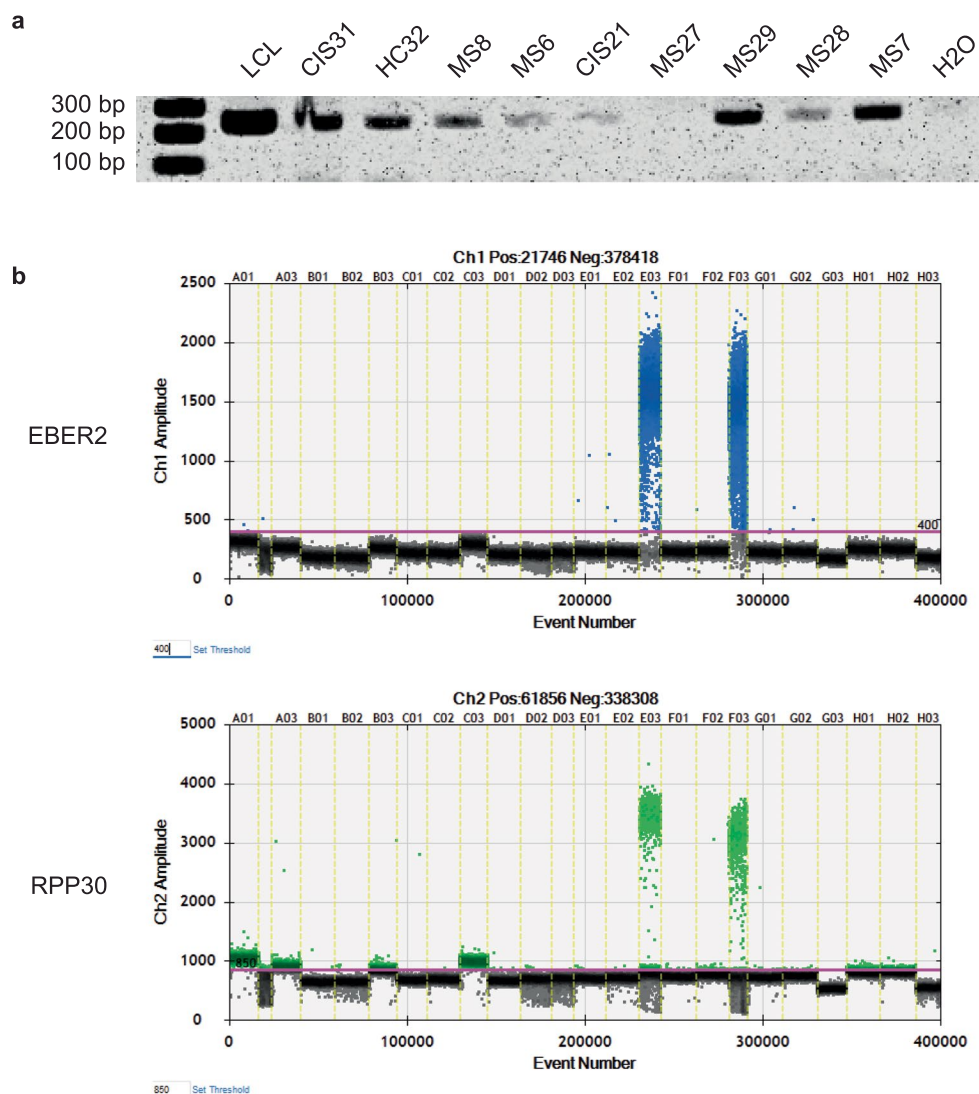 a
LCL CIS31 HC32 MS8 MS6 CIS21 MS27 MS29 MS28 MS7 H2O
300 bp
200 bp
100 bp
b
Ch1 Pos:21746 Neg:378418
A01 A03 B01 B02 B03 C01 C02 C03 D01 D02 D03 E01 E02 E03 F01 F02 F03 G01 G02 G03 H01 H02 H03
2500
2000
1500
1000
500
0
400
Ch1 Amplitude
EBER2
0 100000 200000 300000 400000
Event Number
400 Set Threshold
Ch2 Pos:61856 Neg:338308
A01 A03 B01 B02 B03 C01 C02 C03 D01 D02 D03 E01 E02 E03 F01 F02 F03 G01 G02 G03 H01 H02 H03
5000
4000
3000
2000
1000
0
850
Ch2 Amplitude
RPP30
0 100000 200000 300000 400000
Event Number
850 Set Threshold